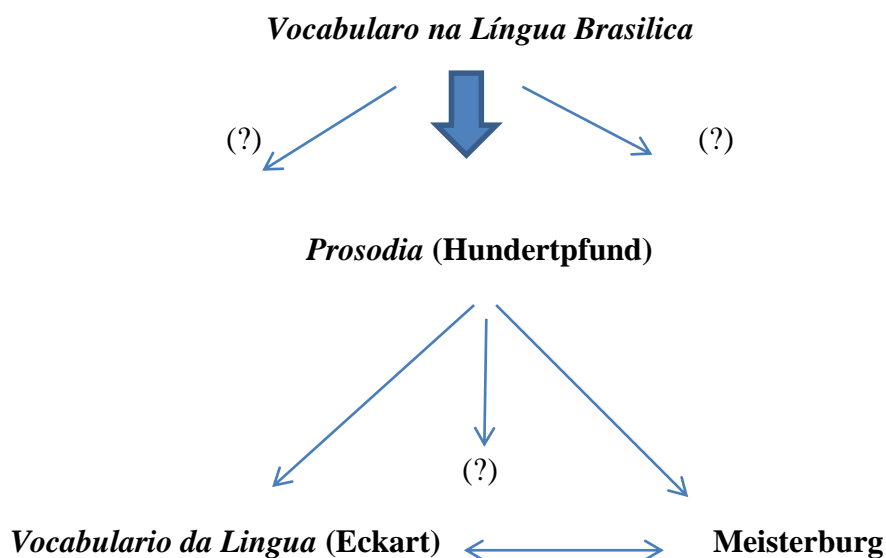 Vocabularo na Língua Brasilica
(?) (?)
Prosodia (Hundertpfund)
(?)
Vocabulario da Lingua (Eckart) Meisterburg